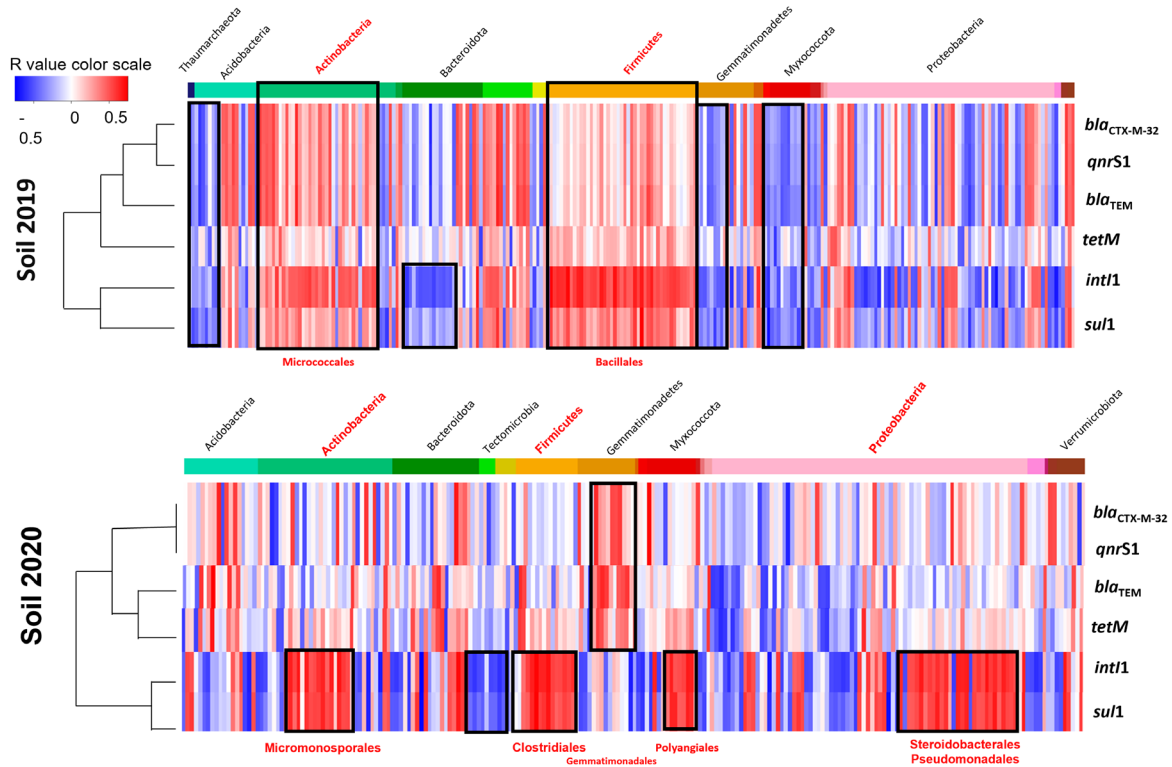 Thaumarchaeota
Acidobacteria
Actinobacteria
Bacteroidota
Firmicutes
Gemmatimonadetes
Myxococcota
Proteobacteria
R value color scale
- 0.5
0
0.5
Soil 2019
blaCTX-M-32
qnrS1
blaTEM
tetM
intI1
sul1
Micrococcales
Bacillales
Acidobacteria
Actinobacteria
Bacteroidota
Tectomicrobia
Firmicutes
Gemmatimonadetes
Myxococcota
Proteobacteria
Verrumicrobiota
Soil 2020
blaCTX-M-32
qnrS1
blaTEM
tetM
intI1
sul1
Micromonosporales
Clostridiales
Gemmatimonadales
Polyangiales
Steroidobacterales
Pseudomonadales